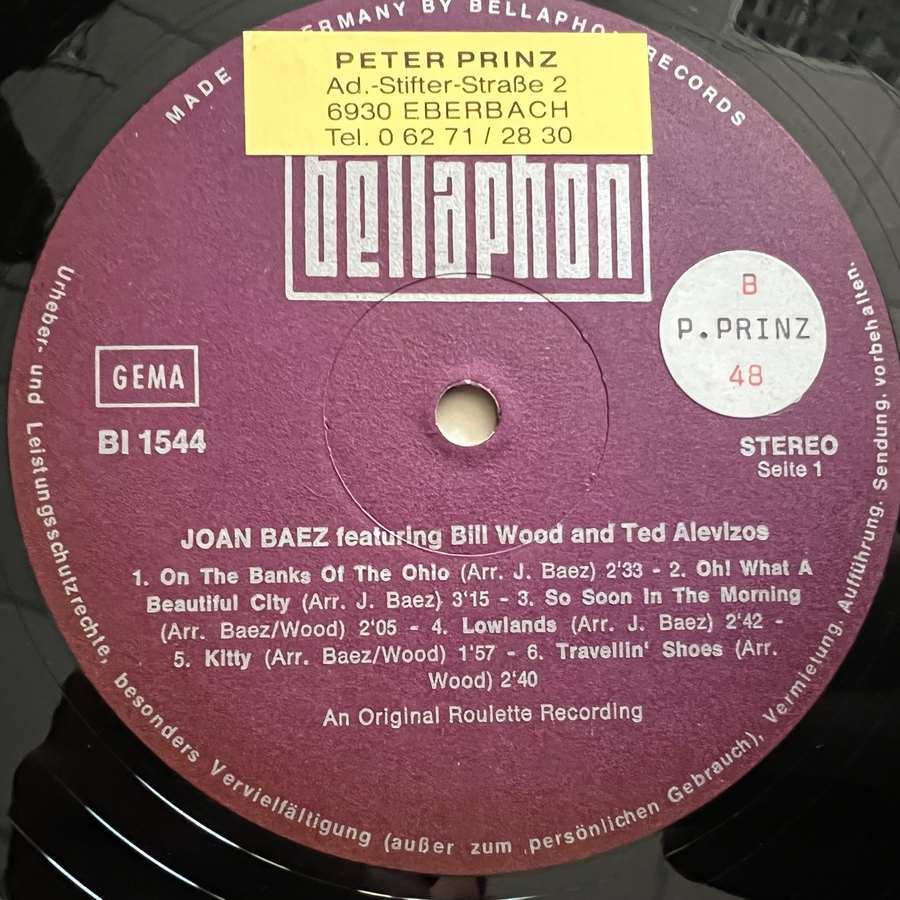 MADE
ERMANY BY BELLAPHO
RECORDS
PETER PRINZ
Ad.-Stifter-Straße 2
6930 EBERBACH
Tel. 0 62 71 / 28 30
bellaphon
B
P.PRINZ
48
GEMA
BI 1544
STEREO
Seite 1
JOAN BAEZ featuring Bill Wood and Ted Alevizos
1. On The Banks Of The Ohio (Arr. J. Baez) 2'33 - 2. Oh! What A
Beautiful City (Arr. J. Baez) 3'15 - 3. So Soon In The Morning
(Arr. Baez/Wood) 2'05 - 4. Lowlands (Arr. J. Baez) 2'42 -
5. Kitty (Arr. Baez/Wood) 1'57 - 6. Travellin' Shoes (Arr.
Wood) 2'40
An Original Roulette Recording
Urheber- und Leistungsschutzrechte, besonders Vervielfältigung (außer zum persönlichen Gebrauch), Vermietung. Aufführung. Sendung. vorbehalten.